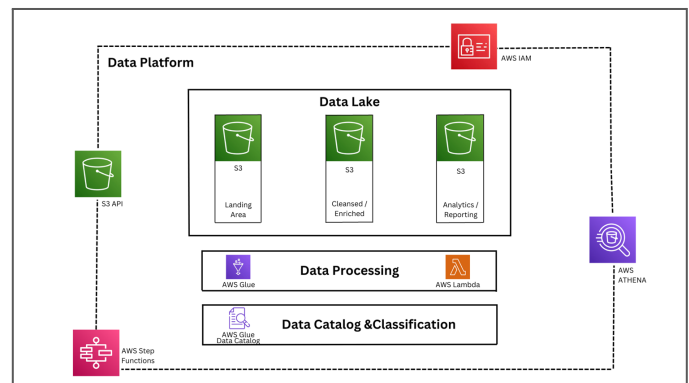 AWS IAM
Data Platform
Data Lake
S3
S3
S3
Landing
Area
Cleansed /
Enriched
Analytics /
Reporting
S3 API
AWS
ATHENA
Data Processing
AWS Glue
AWS Lambda
Data Catalog &Classification
AWS Glue
Data Catalog
AWS Step
Functions